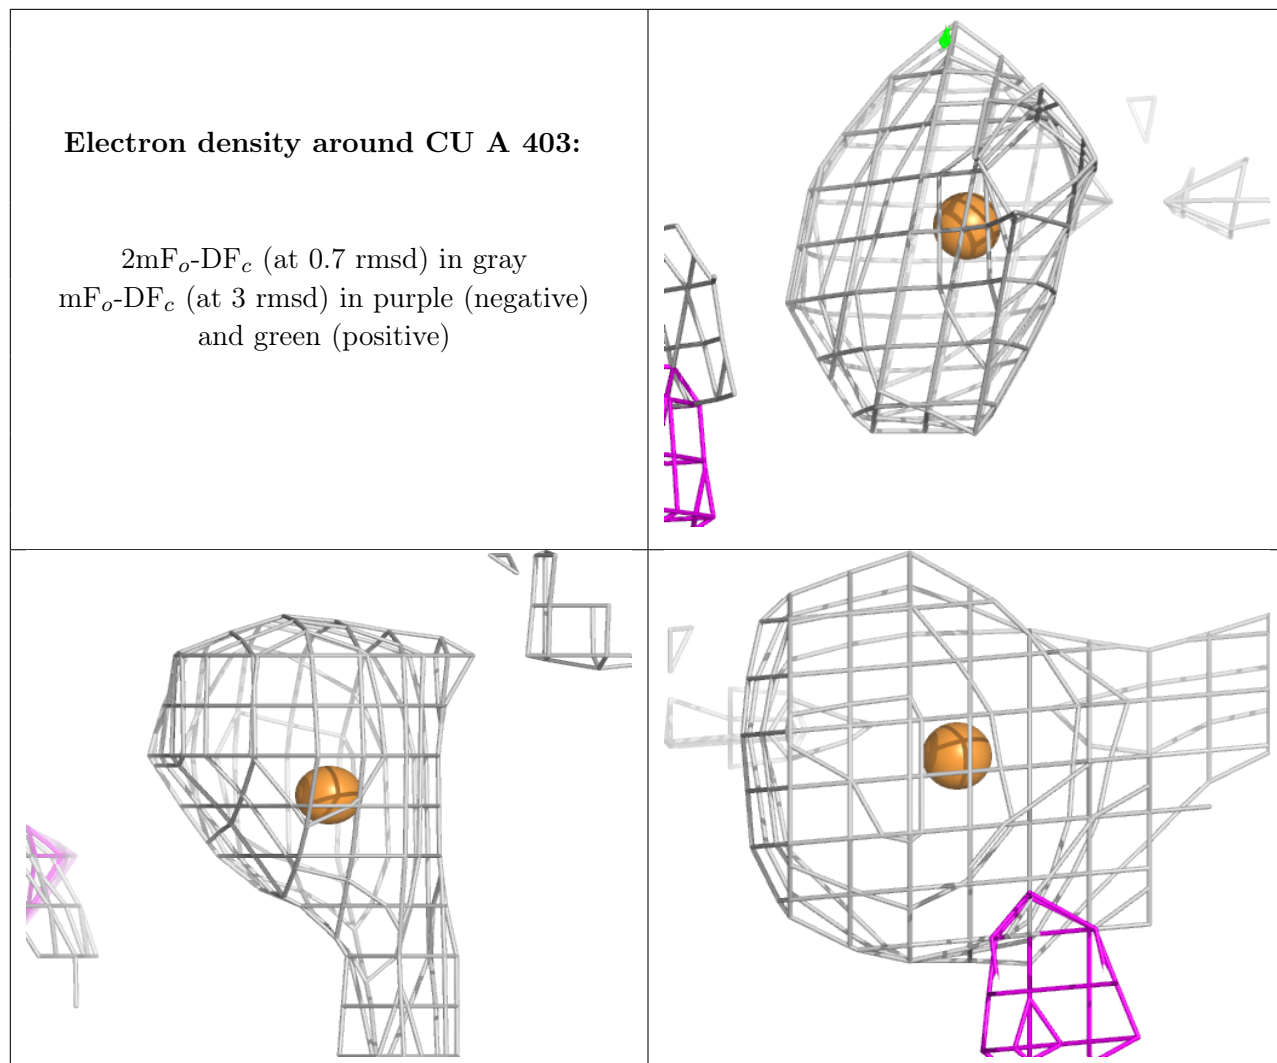 Electron density around CU A 403:
2mFo-DFc (at 0.7 rmsd) in gray
mFo-DFc (at 3 rmsd) in purple (negative)
and green (positive)